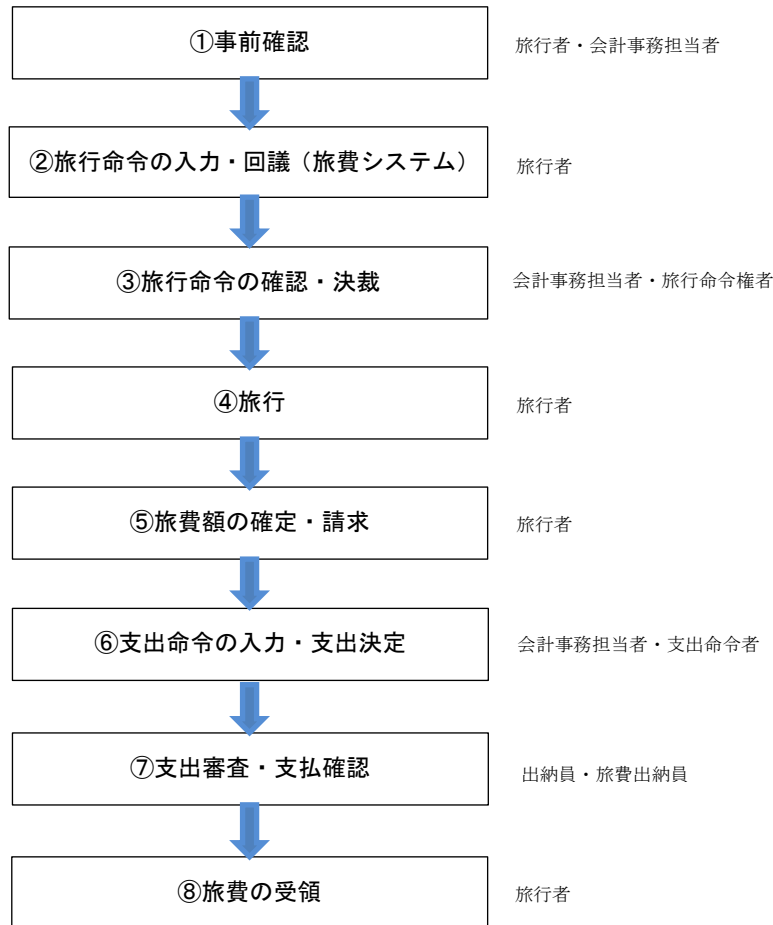 ①事前確認
旅行者・会計事務担当者
②旅行命令の入力・回議（旅費システム）
旅行者
③旅行命令の確認・決裁
会計事務担当者・旅行命令権者
④旅行
旅行者
⑤旅費額の確定・請求
旅行者
⑥支出命令の入力・支出決定
会計事務担当者・支出命令者
⑦支出審査・支払確認
出納員・旅費出納員
⑧旅費の受領
旅行者